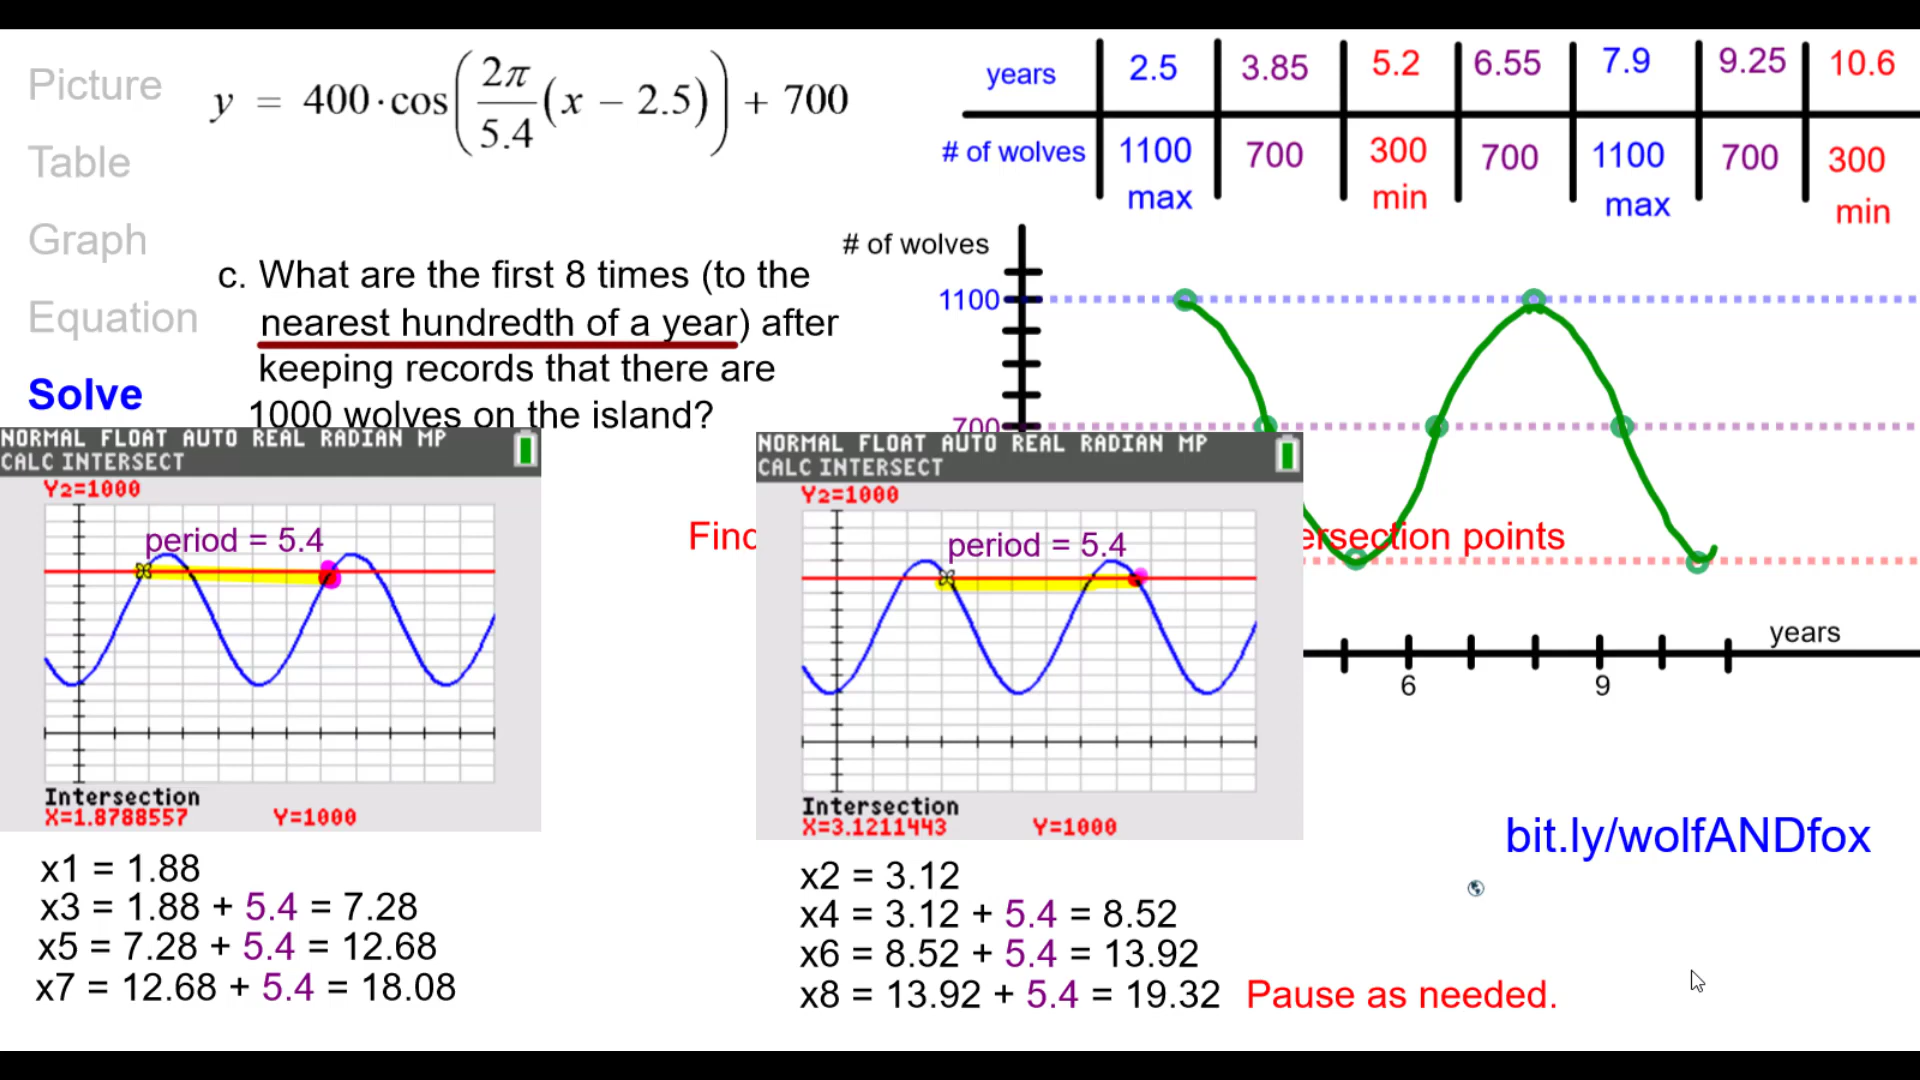 Picture
Table
Graph
Equation
Solve
y = 400·cos(2π/5.4(x − 2.5)) + 700
years 2.5 3.85 5.2 6.55 7.9 9.25 10.6
# of wolves 1100 700 300 700 1100 700 300
max min max min
c. What are the first 8 times (to the
nearest hundredth of a year) after
keeping records that there are
1000 wolves on the island?
# of wolves
1100
700
6 9
years
NORMAL FLOAT AUTO REAL RADIAN MP
CALC INTERSECT
Y2=1000
period = 5.4
Intersection
X=1.8788557 Y=1000
NORMAL FLOAT AUTO REAL RADIAN MP
CALC INTERSECT
Y2=1000
period = 5.4
Intersection
X=3.1211443 Y=1000
points
x1 = 1.88
x3 = 1.88 + 5.4 = 7.28
x5 = 7.28 + 5.4 = 12.68
x7 = 12.68 + 5.4 = 18.08
x2 = 3.12
x4 = 3.12 + 5.4 = 8.52
x6 = 8.52 + 5.4 = 13.92
x8 = 13.92 + 5.4 = 19.32
Pause as needed.
bit.ly/wolfANDfox